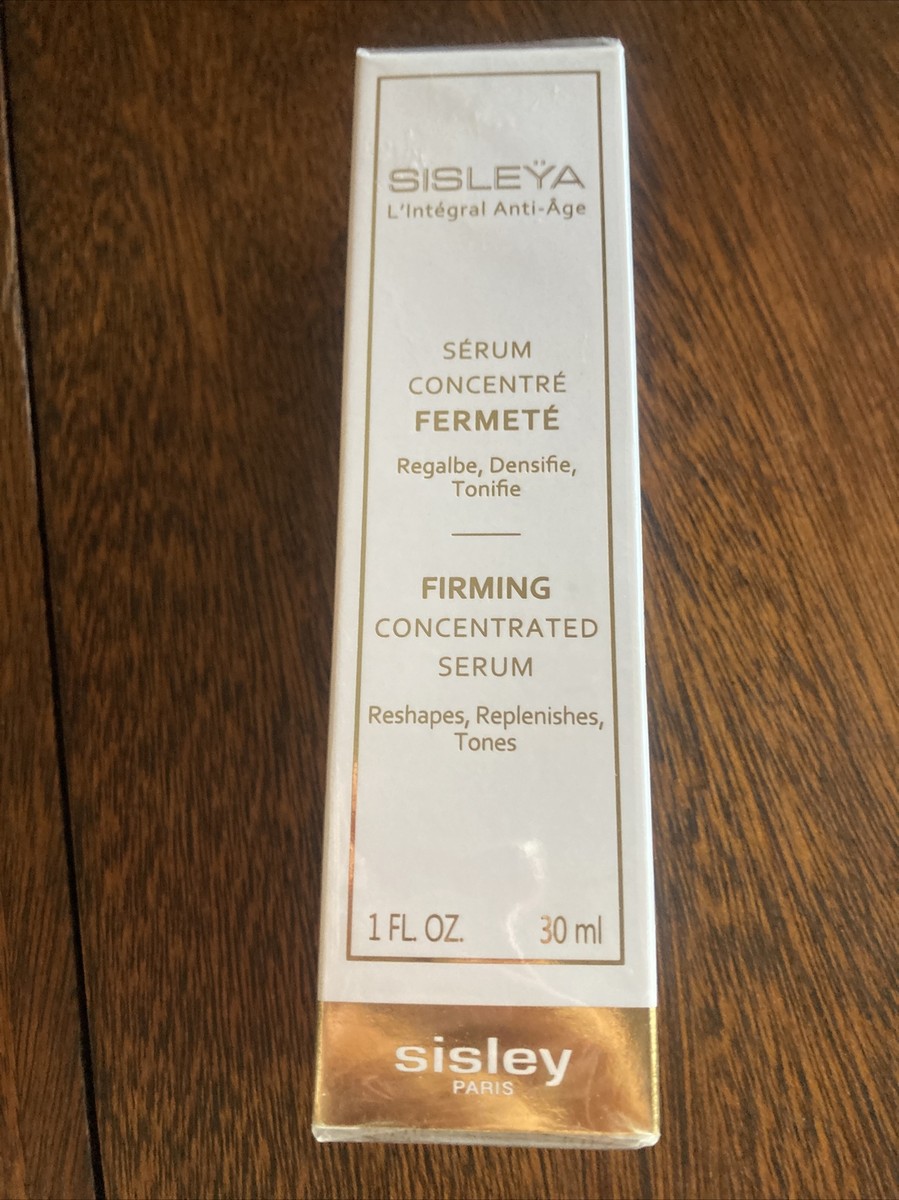 SISLEŸA
L'Intégral Anti-Âge
SÉRUM
CONCENTRÉ
FERMETÉ
Regalbe, Densifie,
Tonifie
FIRMING
CONCENTRATED
SERUM
Reshapes, Replenishes,
Tones
1 FL. OZ. 30 ml
sisley
PARIS